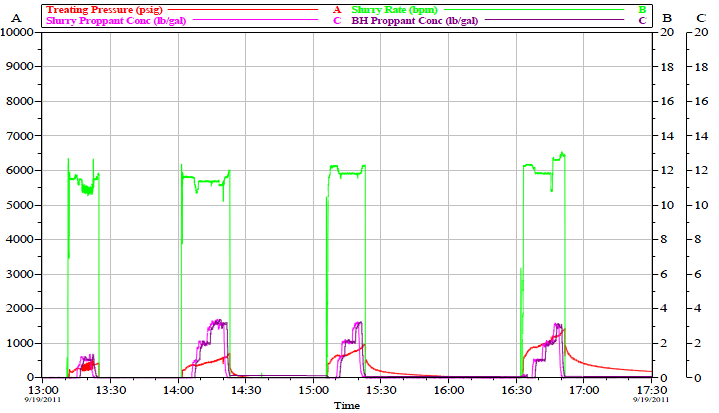 Treating Pressure (psig) A Slurry Rate (bpm) B
Slurry Proppant Conc (lb/gal) C BH Proppant Conc (lb/gal) C
A B C
10000 20 20
9000 18 18
8000 16 16
7000 14 14
6000 12 12
5000 10 10
4000 8 8
3000 6 6
2000 4 4
1000 2 2
0 0 0
13:00 13:30 14:00 14:30 15:00 15:30 16:00 16:30 17:00 17:30
9/19/2011 9/19/2011
Time